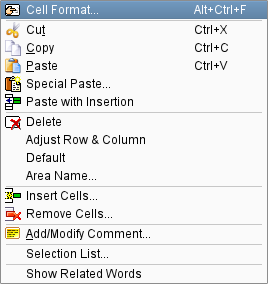 Cell Format... Alt+Ctrl+F
Cut Ctrl+X
Copy Ctrl+C
Paste Ctrl+V
Special Paste...
Paste with Insertion
Delete
Adjust Row & Column
Default
Area Name...
Insert Cells...
Remove Cells...
Add/Modify Comment...
Selection List...
Show Related Words